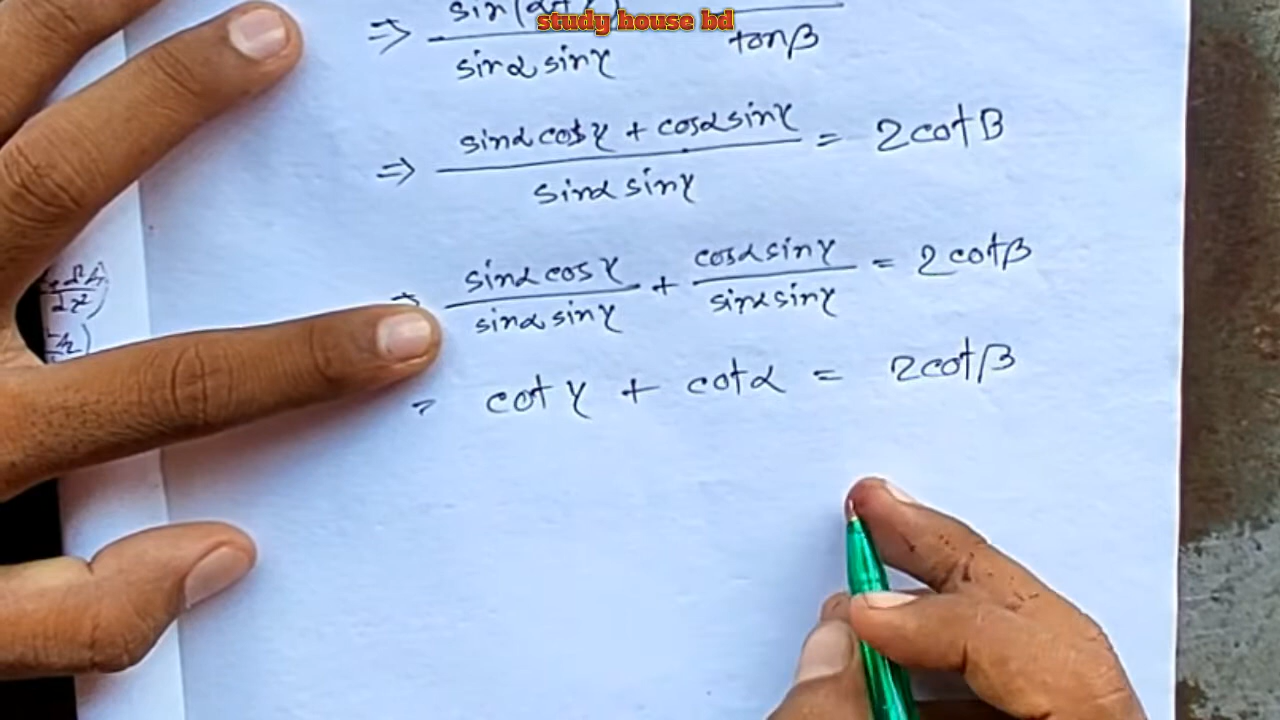 study house bd
⇒ sin(α+γ) / sinα sinγ tanβ
⇒ sinα cosγ + cosα sinγ / sinα sinγ = 2cotβ
⇒ sinα cosγ / sinα sinγ + cosα sinγ / sinα sinγ = 2cotβ
= cotγ + cotα = 2cotβ